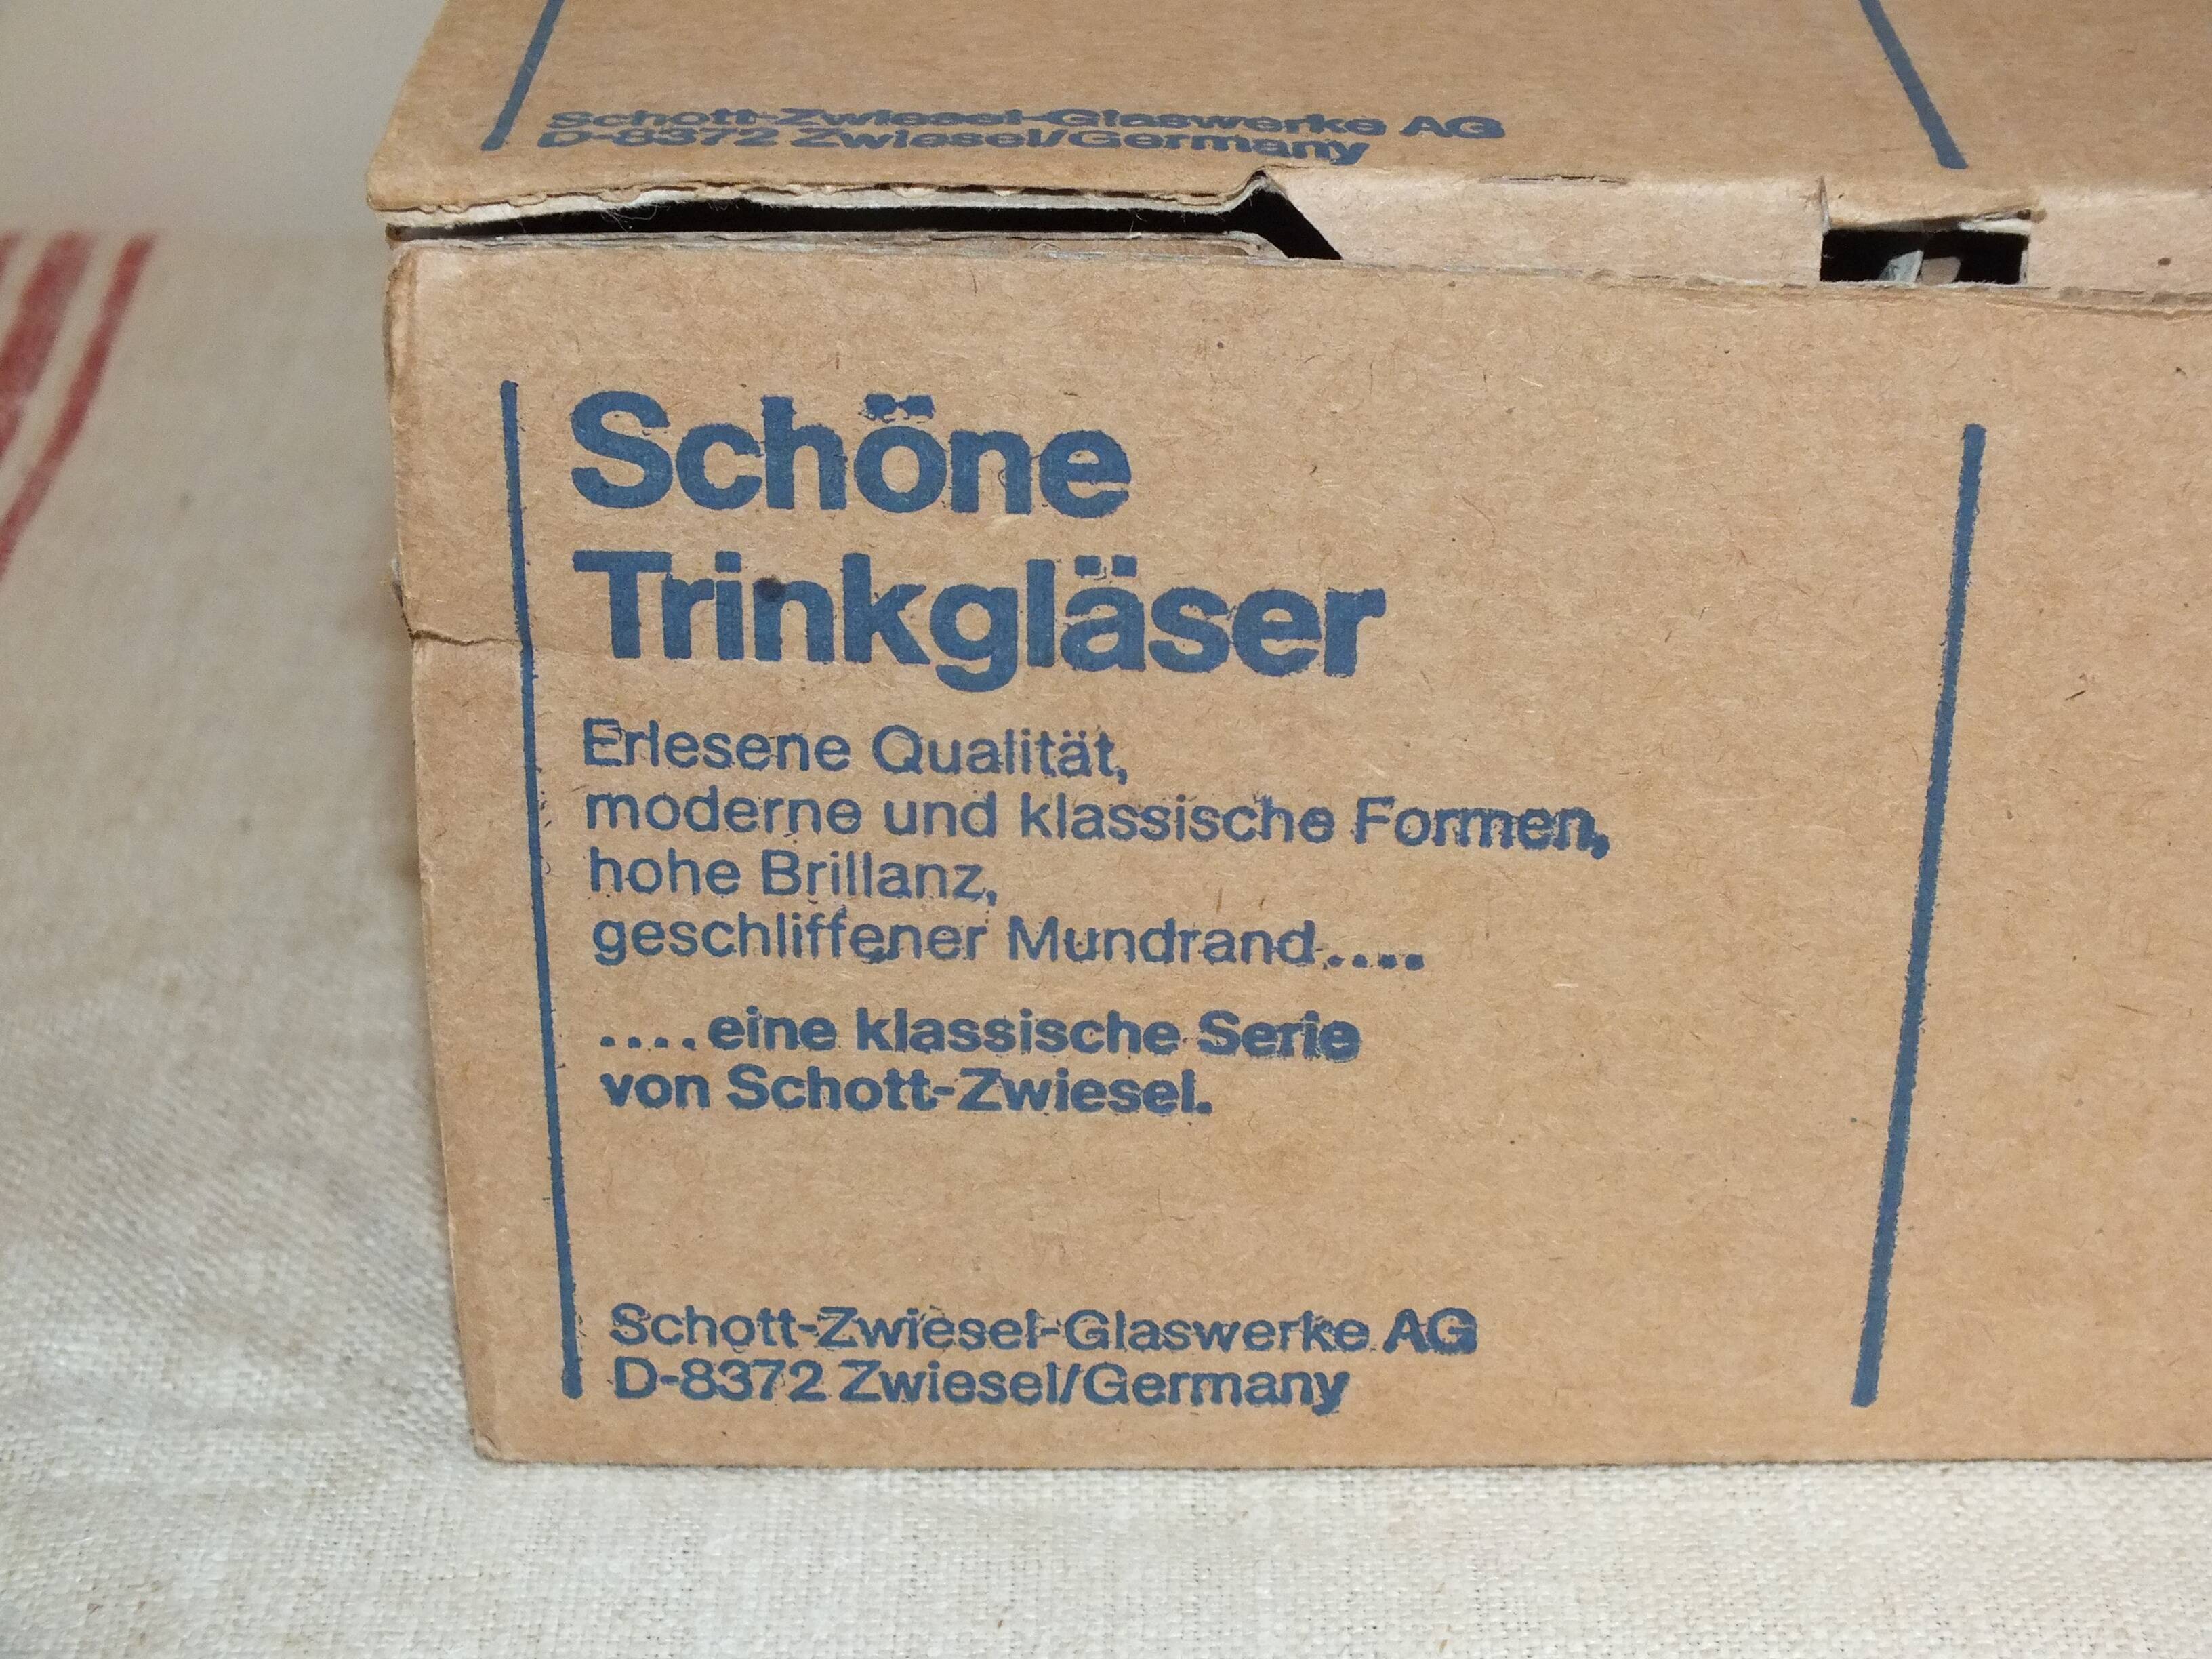 Schott-Zwiesel-Glaswerke AG
D-8372 Zwiesel/Germany
Schöne
Trinkgläser
Erlesene Qualität,
moderne und klassische Formen,
hohe Brillanz,
geschliffener Mundrand....
....eine klassische Serie
von Schott-Zwiesel.
Schott-Zwiesel-Glaswerke AG
D-8372 Zwiesel/Germany